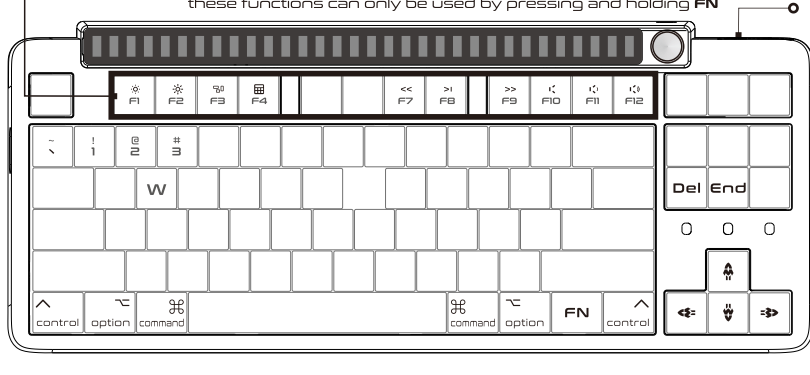 these functions can only be used by pressing and holding FN
F1 F2 F3 F4 << F7 >I F8 >> F9 F10 F11 F12
~ ! @ #
` 1 2 3
W
Del End
^ ⌥ ⌘ ⌘ ⌥ ^
control option command command option FN control